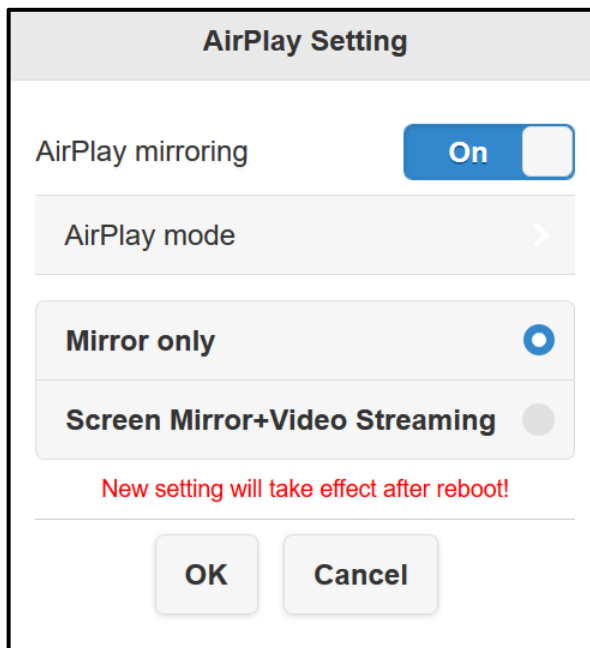 AirPlay Setting
AirPlay mirroring
On
AirPlay mode
Mirror only
Screen Mirror+Video Streaming
New setting will take effect after reboot!
OK
Cancel